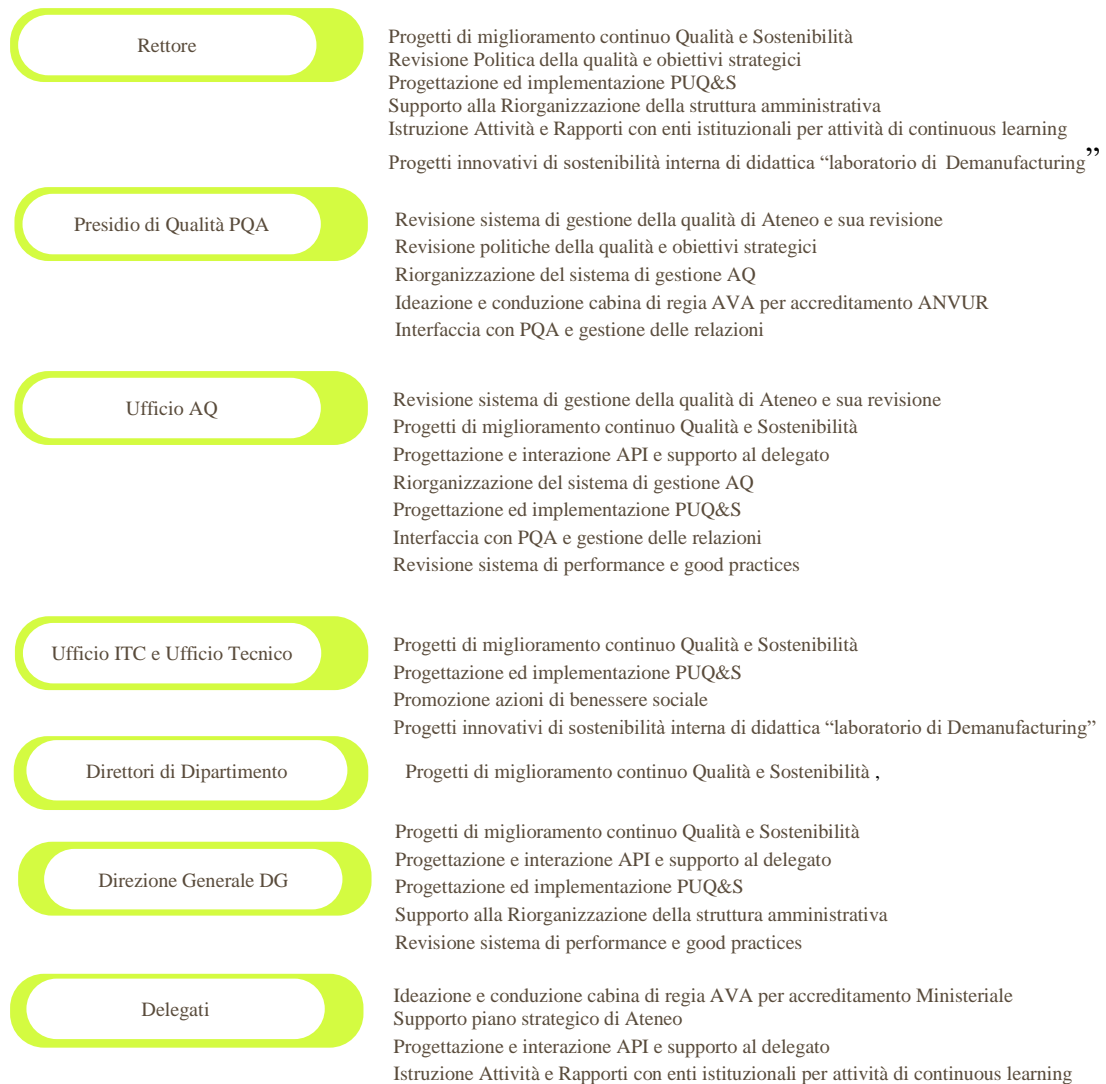 Rettore
Progetti di miglioramento continuo Qualità e Sostenibilità
Revisione Politica della qualità e obiettivi strategici
Progettazione ed implementazione PUQ&S
Supporto alla Riorganizzazione della struttura amministrativa
Istruzione Attività e Rapporti con enti istituzionali per attività di continuous learning
Progetti innovativi di sostenibilità interna di didattica “laboratorio di Demanufacturing”
Presidio di Qualità PQA
Revisione sistema di gestione della qualità di Ateneo e sua revisione
Revisione politiche della qualità e obiettivi strategici
Riorganizzazione del sistema di gestione AQ
Ideazione e conduzione cabina di regia AVA per accreditamento ANVUR
Interfaccia con PQA e gestione delle relazioni
Ufficio AQ
Revisione sistema di gestione della qualità di Ateneo e sua revisione
Progetti di miglioramento continuo Qualità e Sostenibilità
Progettazione e interazione API e supporto al delegato
Riorganizzazione del sistema di gestione AQ
Progettazione ed implementazione PUQ&S
Interfaccia con PQA e gestione delle relazioni
Revisione sistema di performance e good practices
Ufficio ITC e Ufficio Tecnico
Progetti di miglioramento continuo Qualità e Sostenibilità
Progettazione ed implementazione PUQ&S
Promozione azioni di benessere sociale
Progetti innovativi di sostenibilità interna di didattica “laboratorio di Demanufacturing”
Direttori di Dipartimento
Progetti di miglioramento continuo Qualità e Sostenibilità ,
Direzione Generale DG
Progetti di miglioramento continuo Qualità e Sostenibilità
Progettazione e interazione API e supporto al delegato
Progettazione ed implementazione PUQ&S
Supporto alla Riorganizzazione della struttura amministrativa
Revisione sistema di performance e good practices
Delegati
Ideazione e conduzione cabina di regia AVA per accreditamento Ministeriale
Supporto piano strategico di Ateneo
Progettazione e interazione API e supporto al delegato
Istruzione Attività e Rapporti con enti istituzionali per attività di continuous learning